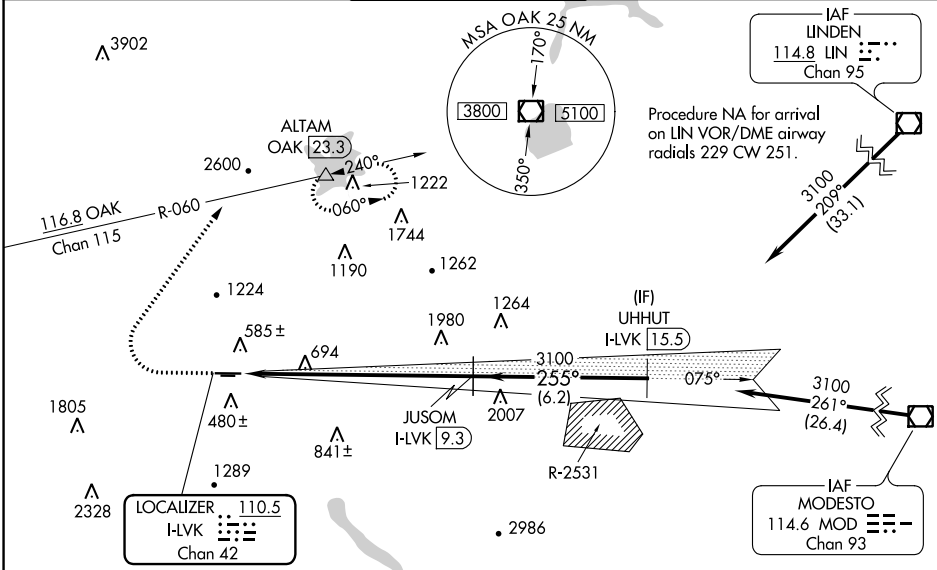 MSA OAK 25 NM
170°
3800
5100
350°
3902
ALTAM
OAK 23.3
2600
240°
1222
060°
116.8 OAK
R-060
Chan 115
1744
1190
1262
1224
IAF
LINDEN
114.8 LIN
Chan 95
Procedure NA for arrival
on LIN VOR/DME airway
radials 229 CW 251.
3100
209°
(33.1)
585 ±
694
1980
1264
(IF)
UHHUT
I-LVK 15.5
3100
255°
(6.2)
075°
3100
261°
(26.4)
1805
480 ±
841 ±
JUSOM
I-LVK 9.3
2007
R-2531
2328
1289
2986
LOCALIZER 110.5
I-LVK
Chan 42
IAF
MODESTO
114.6 MOD
Chan 93